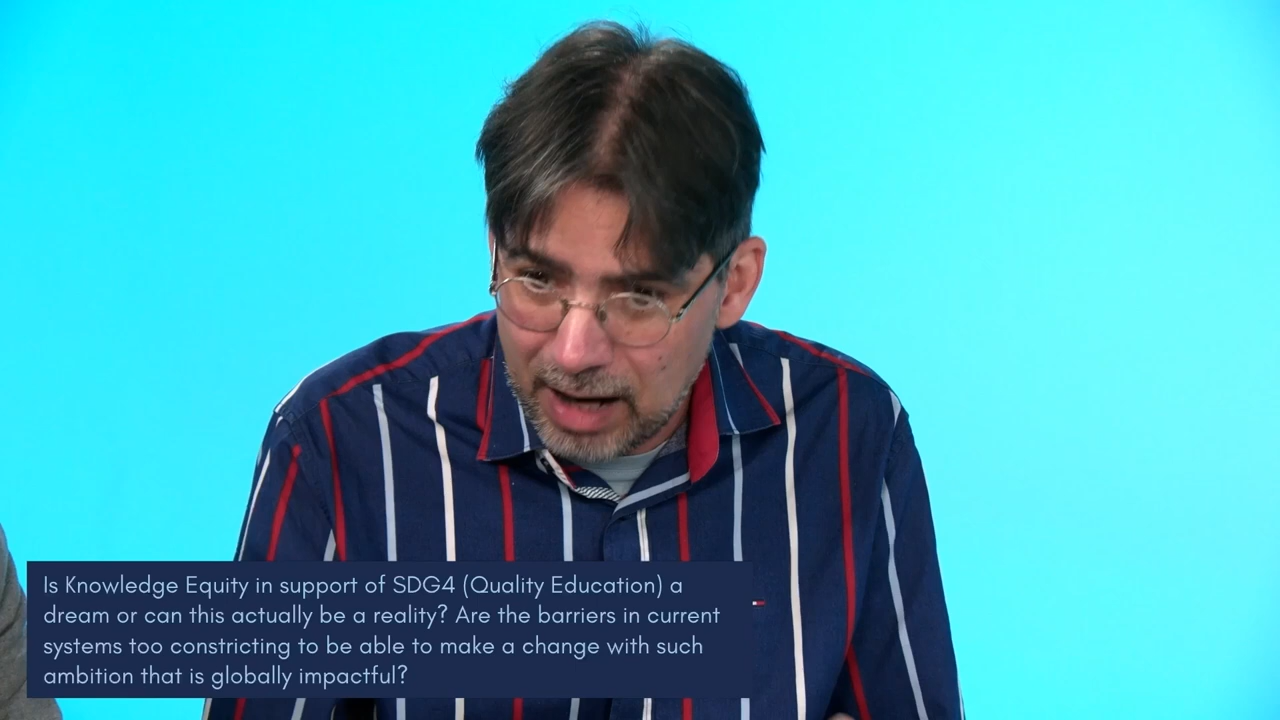 Is Knowledge Equity in support of SDG4 (Quality Education) a
dream or can this actually be a reality? Are the barriers in current
systems too constricting to be able to make a change with such
ambition that is globally impactful?